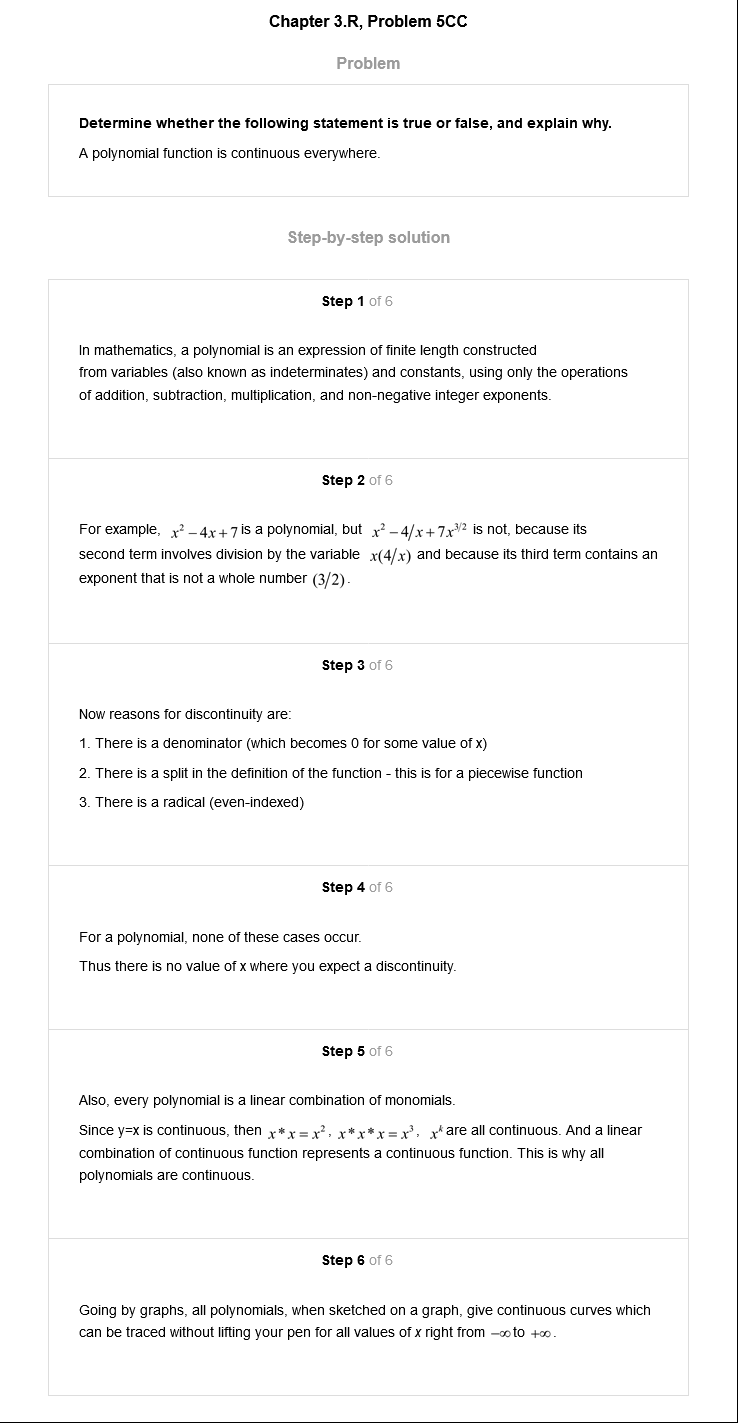 Chapter 3.R, Problem 5CC
Problem
Determine whether the following statement is true or false, and explain why.
A polynomial function is continuous everywhere.
Step-by-step solution
Step 1 of 6
In mathematics, a polynomial is an expression of finite length constructed
from variables (also known as indeterminates) and constants, using only the operations
of addition, subtraction, multiplication, and non-negative integer exponents.
Step 2 of 6
For example, x² – 4x + 7 is a polynomial, but x² – 4/x + 7x^{3/2} is not, because its
second term involves division by the variable x(4/x) and because its third term contains an
exponent that is not a whole number (3/2).
Step 3 of 6
Now reasons for discontinuity are:
1. There is a denominator (which becomes 0 for some value of x)
2. There is a split in the definition of the function - this is for a piecewise function
3. There is a radical (even-indexed)
Step 4 of 6
For a polynomial, none of these cases occur.
Thus there is no value of x where you expect a discontinuity.
Step 5 of 6
Also, every polynomial is a linear combination of monomials.
Since y=x is continuous, then x * x = x², x * x * x = x³, x^k are all continuous. And a linear
combination of continuous function represents a continuous function. This is why all
polynomials are continuous.
Step 6 of 6
Going by graphs, all polynomials, when sketched on a graph, give continuous curves which
can be traced without lifting your pen for all values of x right from –∞ to +∞.